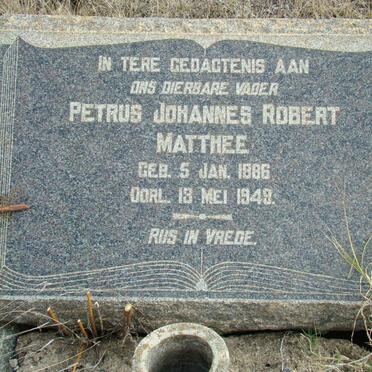 IN TERE GEDAGTENIS AAN
ONS DIERBARE VADER
PETRUS JOHANNES ROBERT
MATTHEE
GEB. 5 JAN. 1886
OORL. 13 MEI 1949.
RUS IN VREDE.